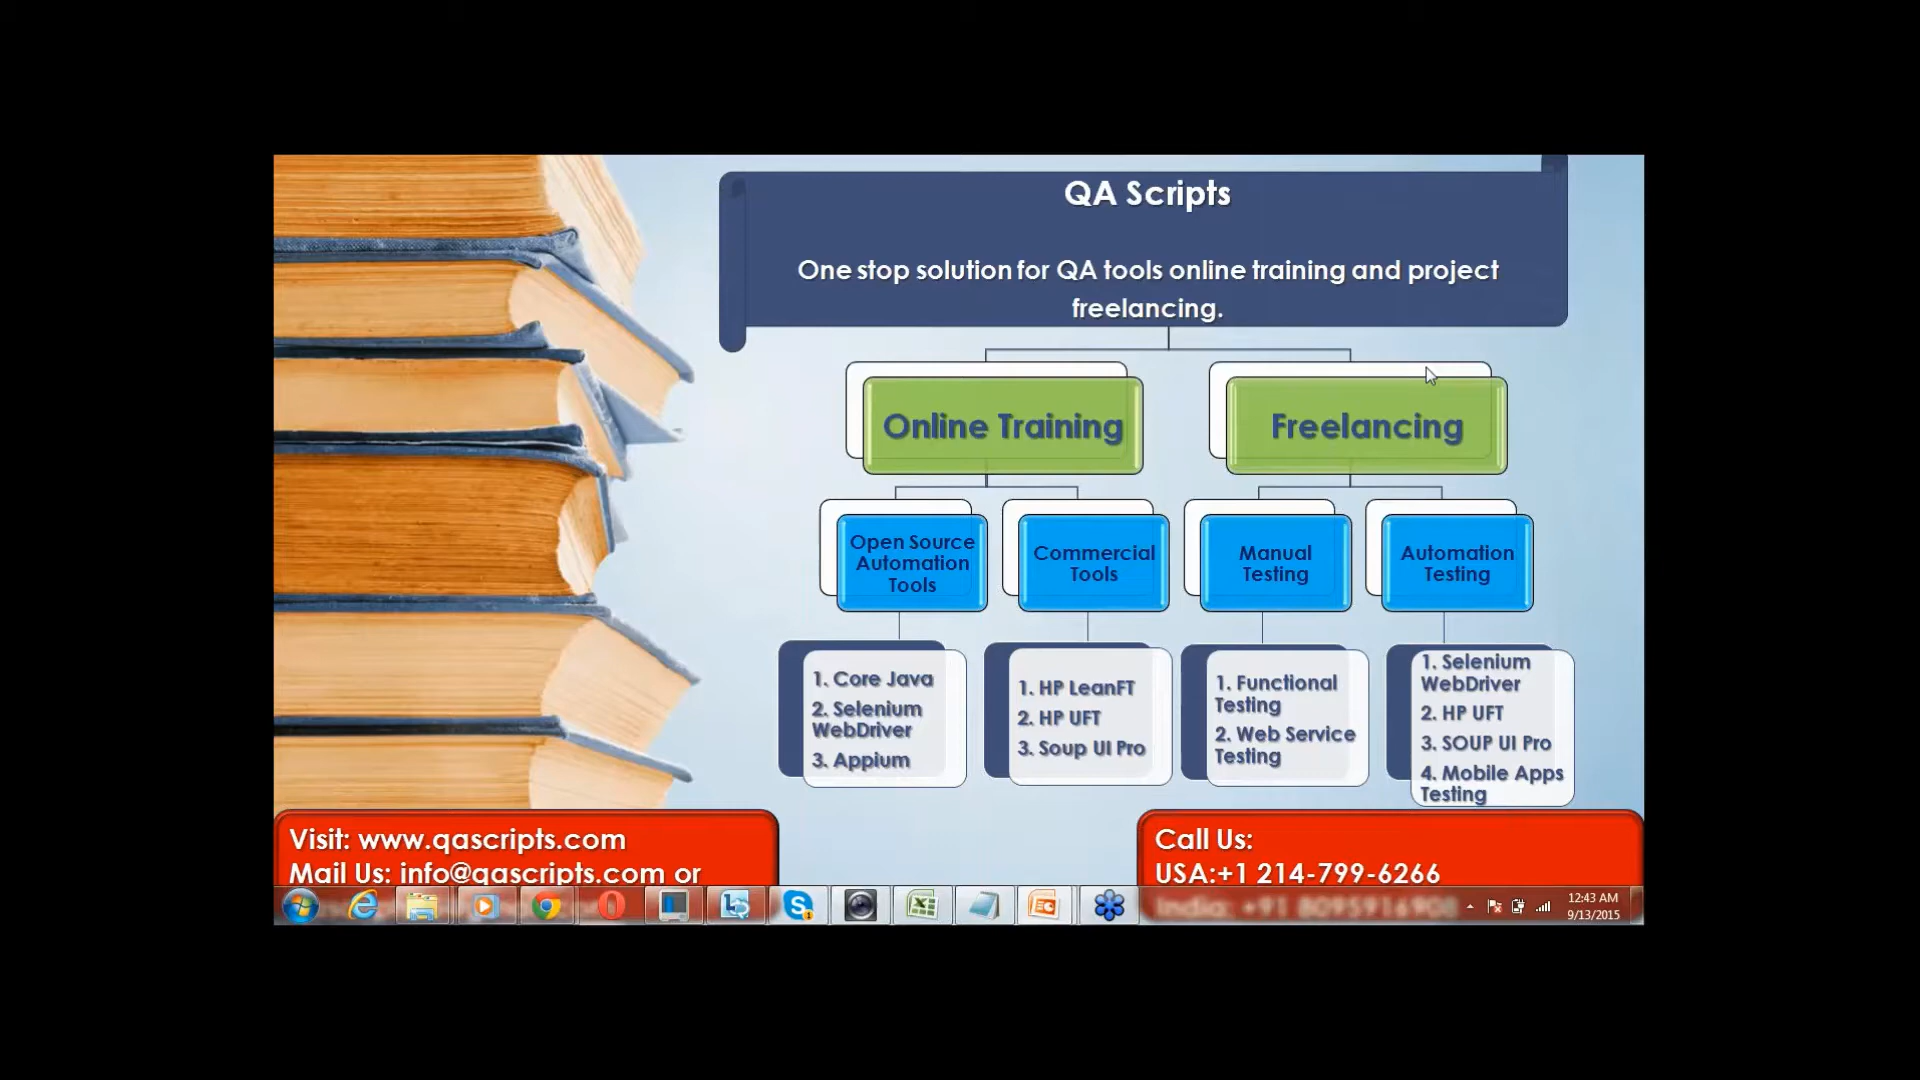 QA Scripts
One stop solution for QA tools online training and project
freelancing.
Online Training
Freelancing
Open Source
Automation
Tools
Commercial
Tools
Manual
Testing
Automation
Testing
1. Core Java
2. Selenium
WebDriver
3. Appium
1. HP LeanFT
2. HP UFT
3. Soup UI Pro
1. Functional
Testing
2. Web Service
Testing
1. Selenium
WebDriver
2. HP UFT
3. SOUP UI Pro
4. Mobile Apps
Testing
Visit: www.qascripts.com
Mail Us: info@qascripts.com or
Call Us:
USA:+1 214-799-6266
India: +91 8095916908
12:43 AM
9/13/2015